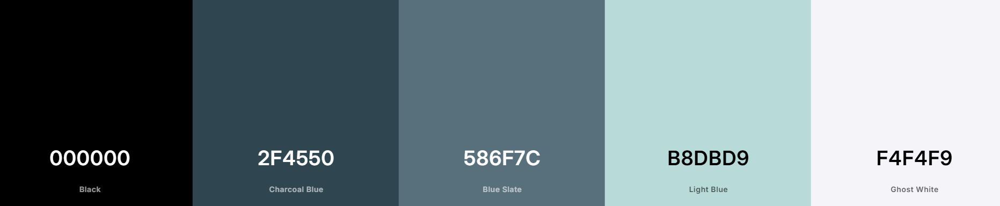 000000
Black
2F4550
Charcoal Blue
586F7C
Blue Slate
B8DBD9
Light Blue
F4F4F9
Ghost White